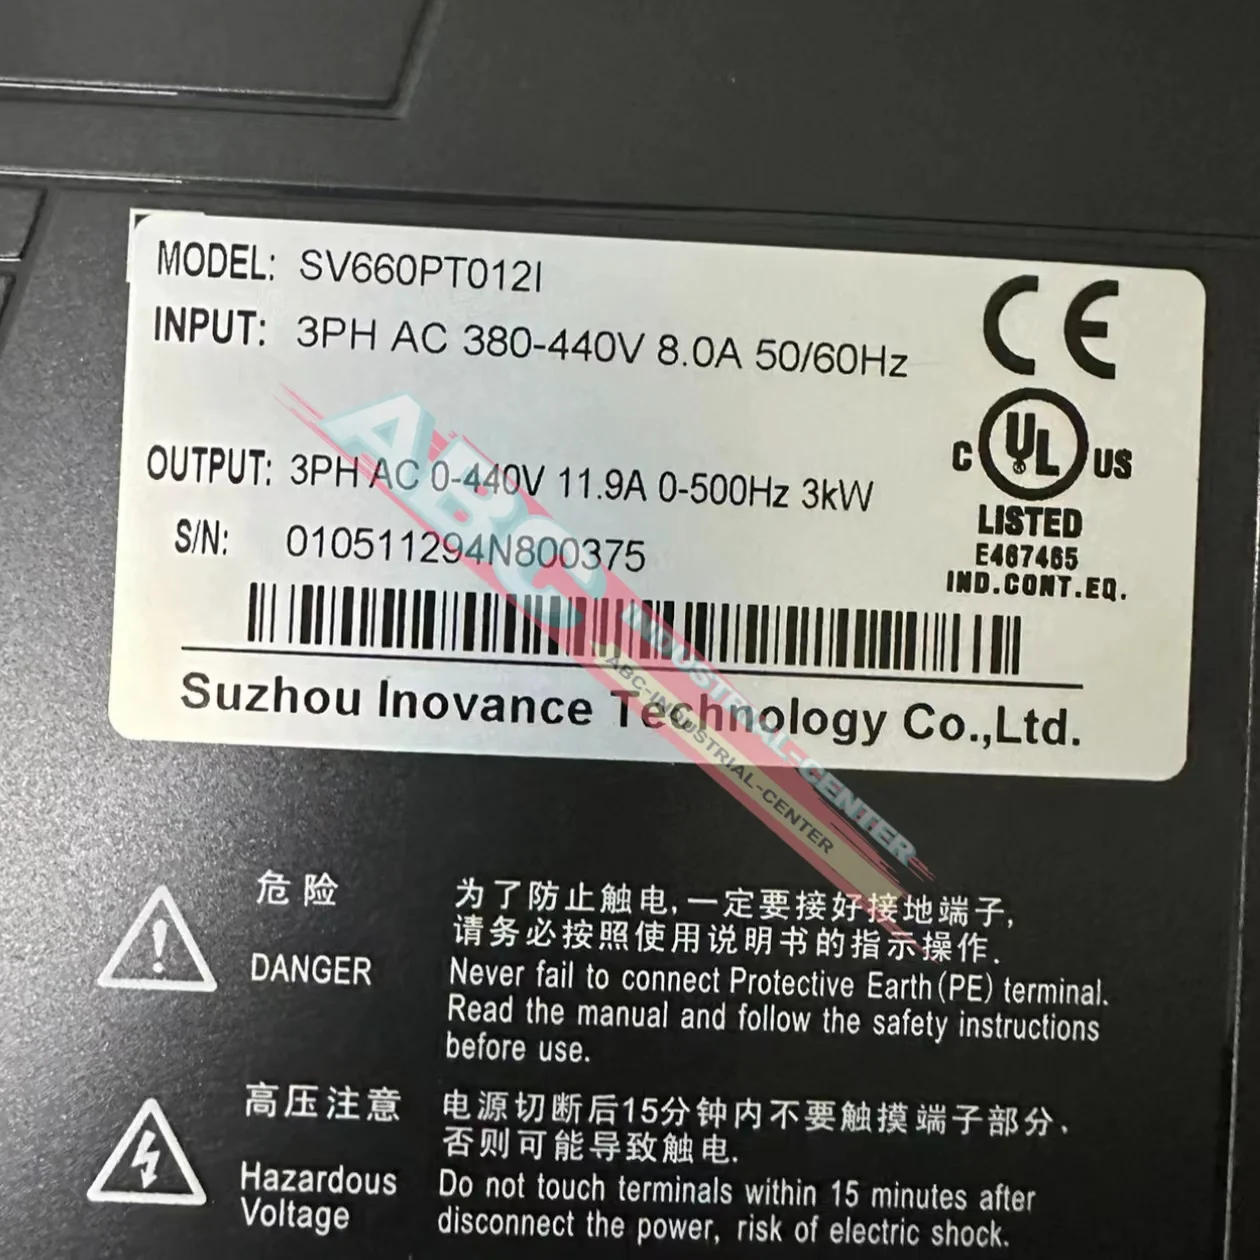 MODEL: SV660PT012I
INPUT: 3PH AC 380-440V 8.0A 50/60Hz
CE
OUTPUT: 3PH AC 0-440V 11.9A 0-500Hz 3kW
C UL US
LISTED
E467465
IND.CONT.EQ.
S/N: 010511294N800375
Suzhou Inovance Technology Co.,Ltd.
ABC
INDUSTRIAL-CENTER
ABC-INDUSTRIAL-CENTER
危险
DANGER
为了防止触电,一定要接好接地端子,
请务必按照使用说明书的指示操作.
Never fail to connect Protective Earth(PE) terminal.
Read the manual and follow the safety instructions
before use.
高压注意
Hazardous
Voltage
电源切断后15分钟内不要触摸端子部分、
否则可能导致触电.
Do not touch terminals within 15 minutes after
disconnect the power, risk of electric shock.